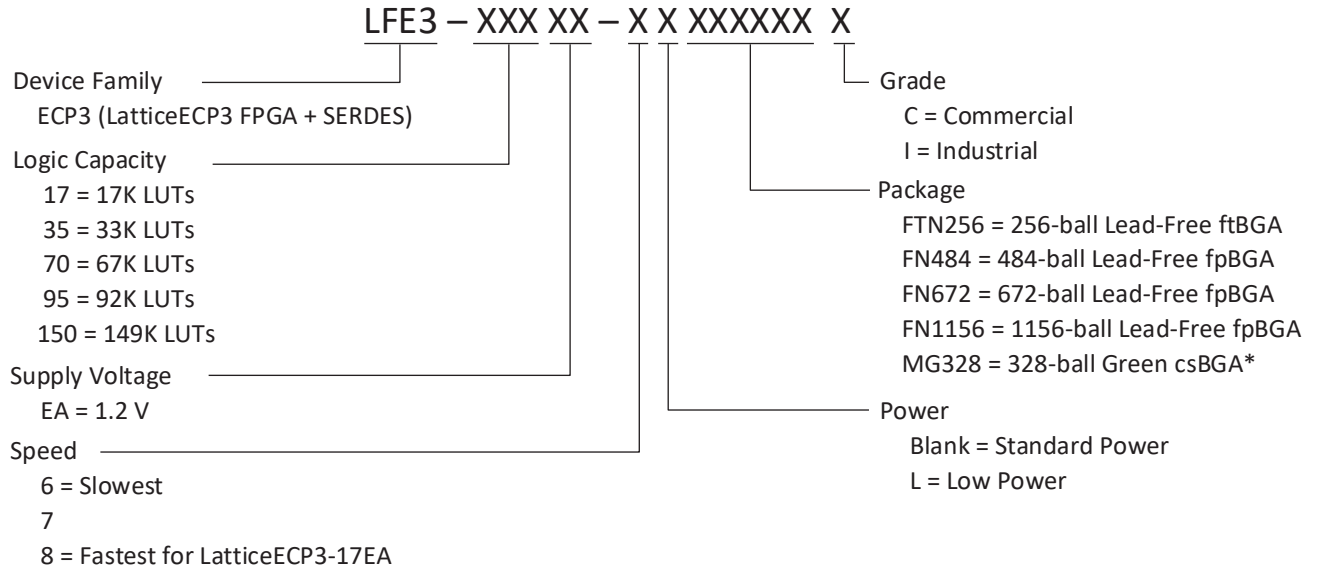 LFE3 – XXX XX – X X XXXXXX X
Device Family
ECP3 (LatticeECP3 FPGA + SERDES)
Logic Capacity
17 = 17K LUTs
35 = 33K LUTs
70 = 67K LUTs
95 = 92K LUTs
150 = 149K LUTs
Supply Voltage
EA = 1.2 V
Speed
6 = Slowest
7
8 = Fastest for LatticeECP3-17EA
Grade
C = Commercial
I = Industrial
Package
FTN256 = 256-ball Lead-Free ftBGA
FN484 = 484-ball Lead-Free fpBGA
FN672 = 672-ball Lead-Free fpBGA
FN1156 = 1156-ball Lead-Free fpBGA
MG328 = 328-ball Green csBGA*
Power
Blank = Standard Power
L = Low Power